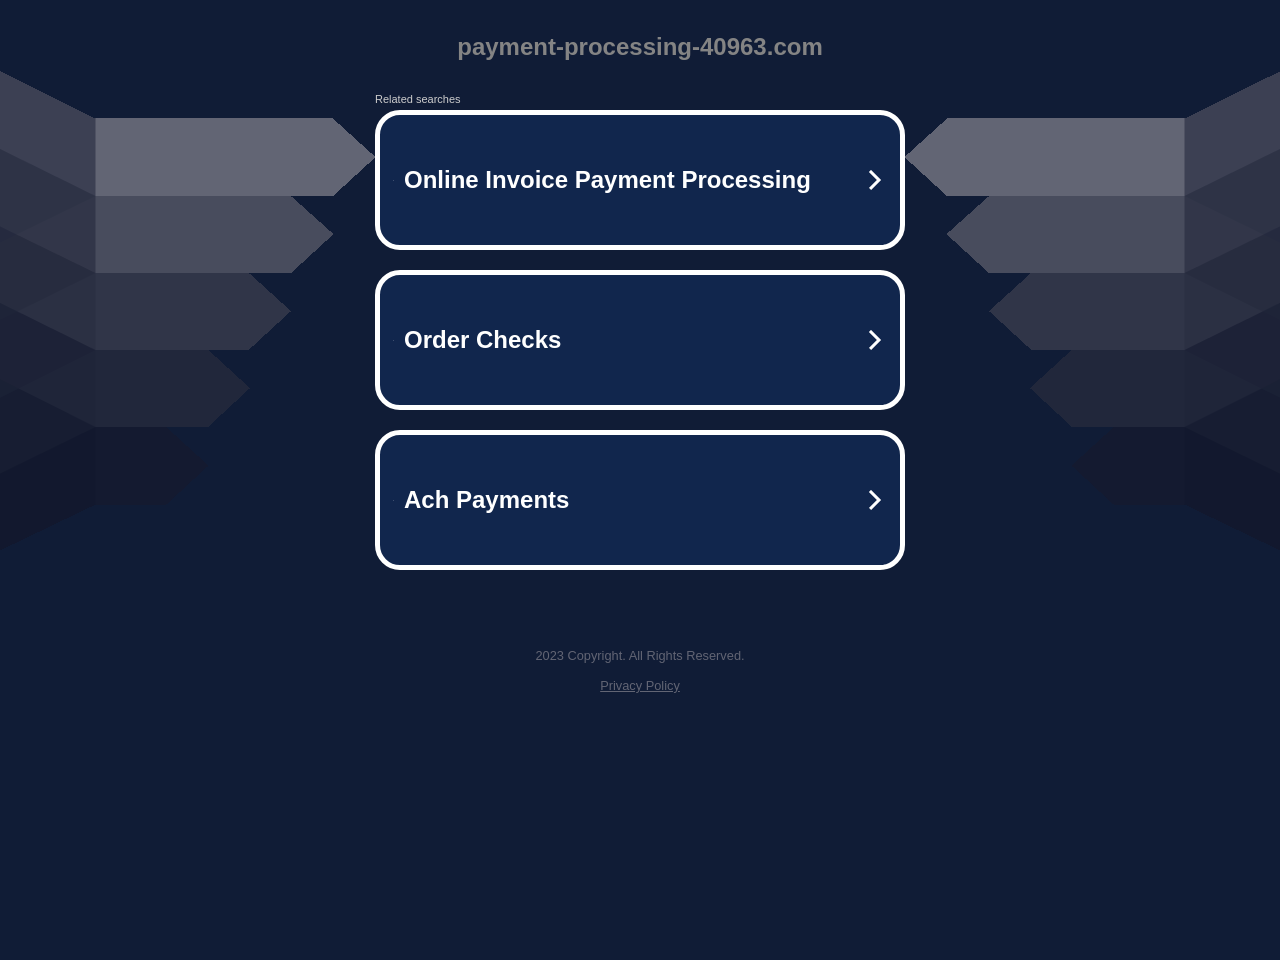 payment-processing-40963.com
Related searches
Online Invoice Payment Processing
Order Checks
Ach Payments
2023 Copyright. All Rights Reserved.
Privacy Policy